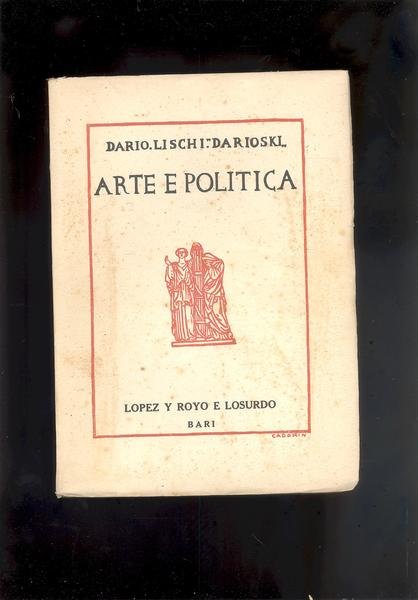 DARIO.LISCHI:"DARIOSKI"
ARTE E POLITICA
LOPEZ Y ROYO E LOSURDO
BARI
CADORIN